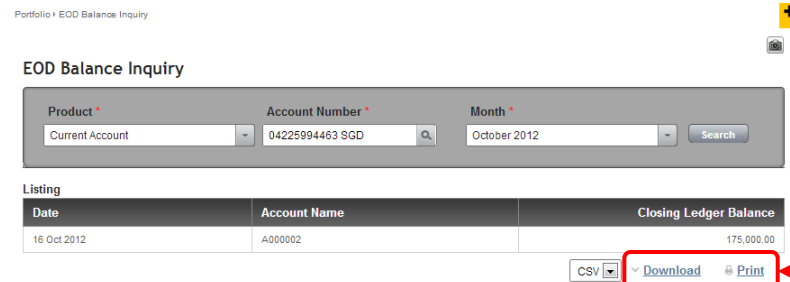 Portfolio › EOD Balance Inquiry
EOD Balance Inquiry
Product * Account Number * Month *
Current Account 04225994463 SGD October 2012 Search
Listing
Date Account Name Closing Ledger Balance
16 Oct 2012 A000002 175,000.00
CSV Download Print